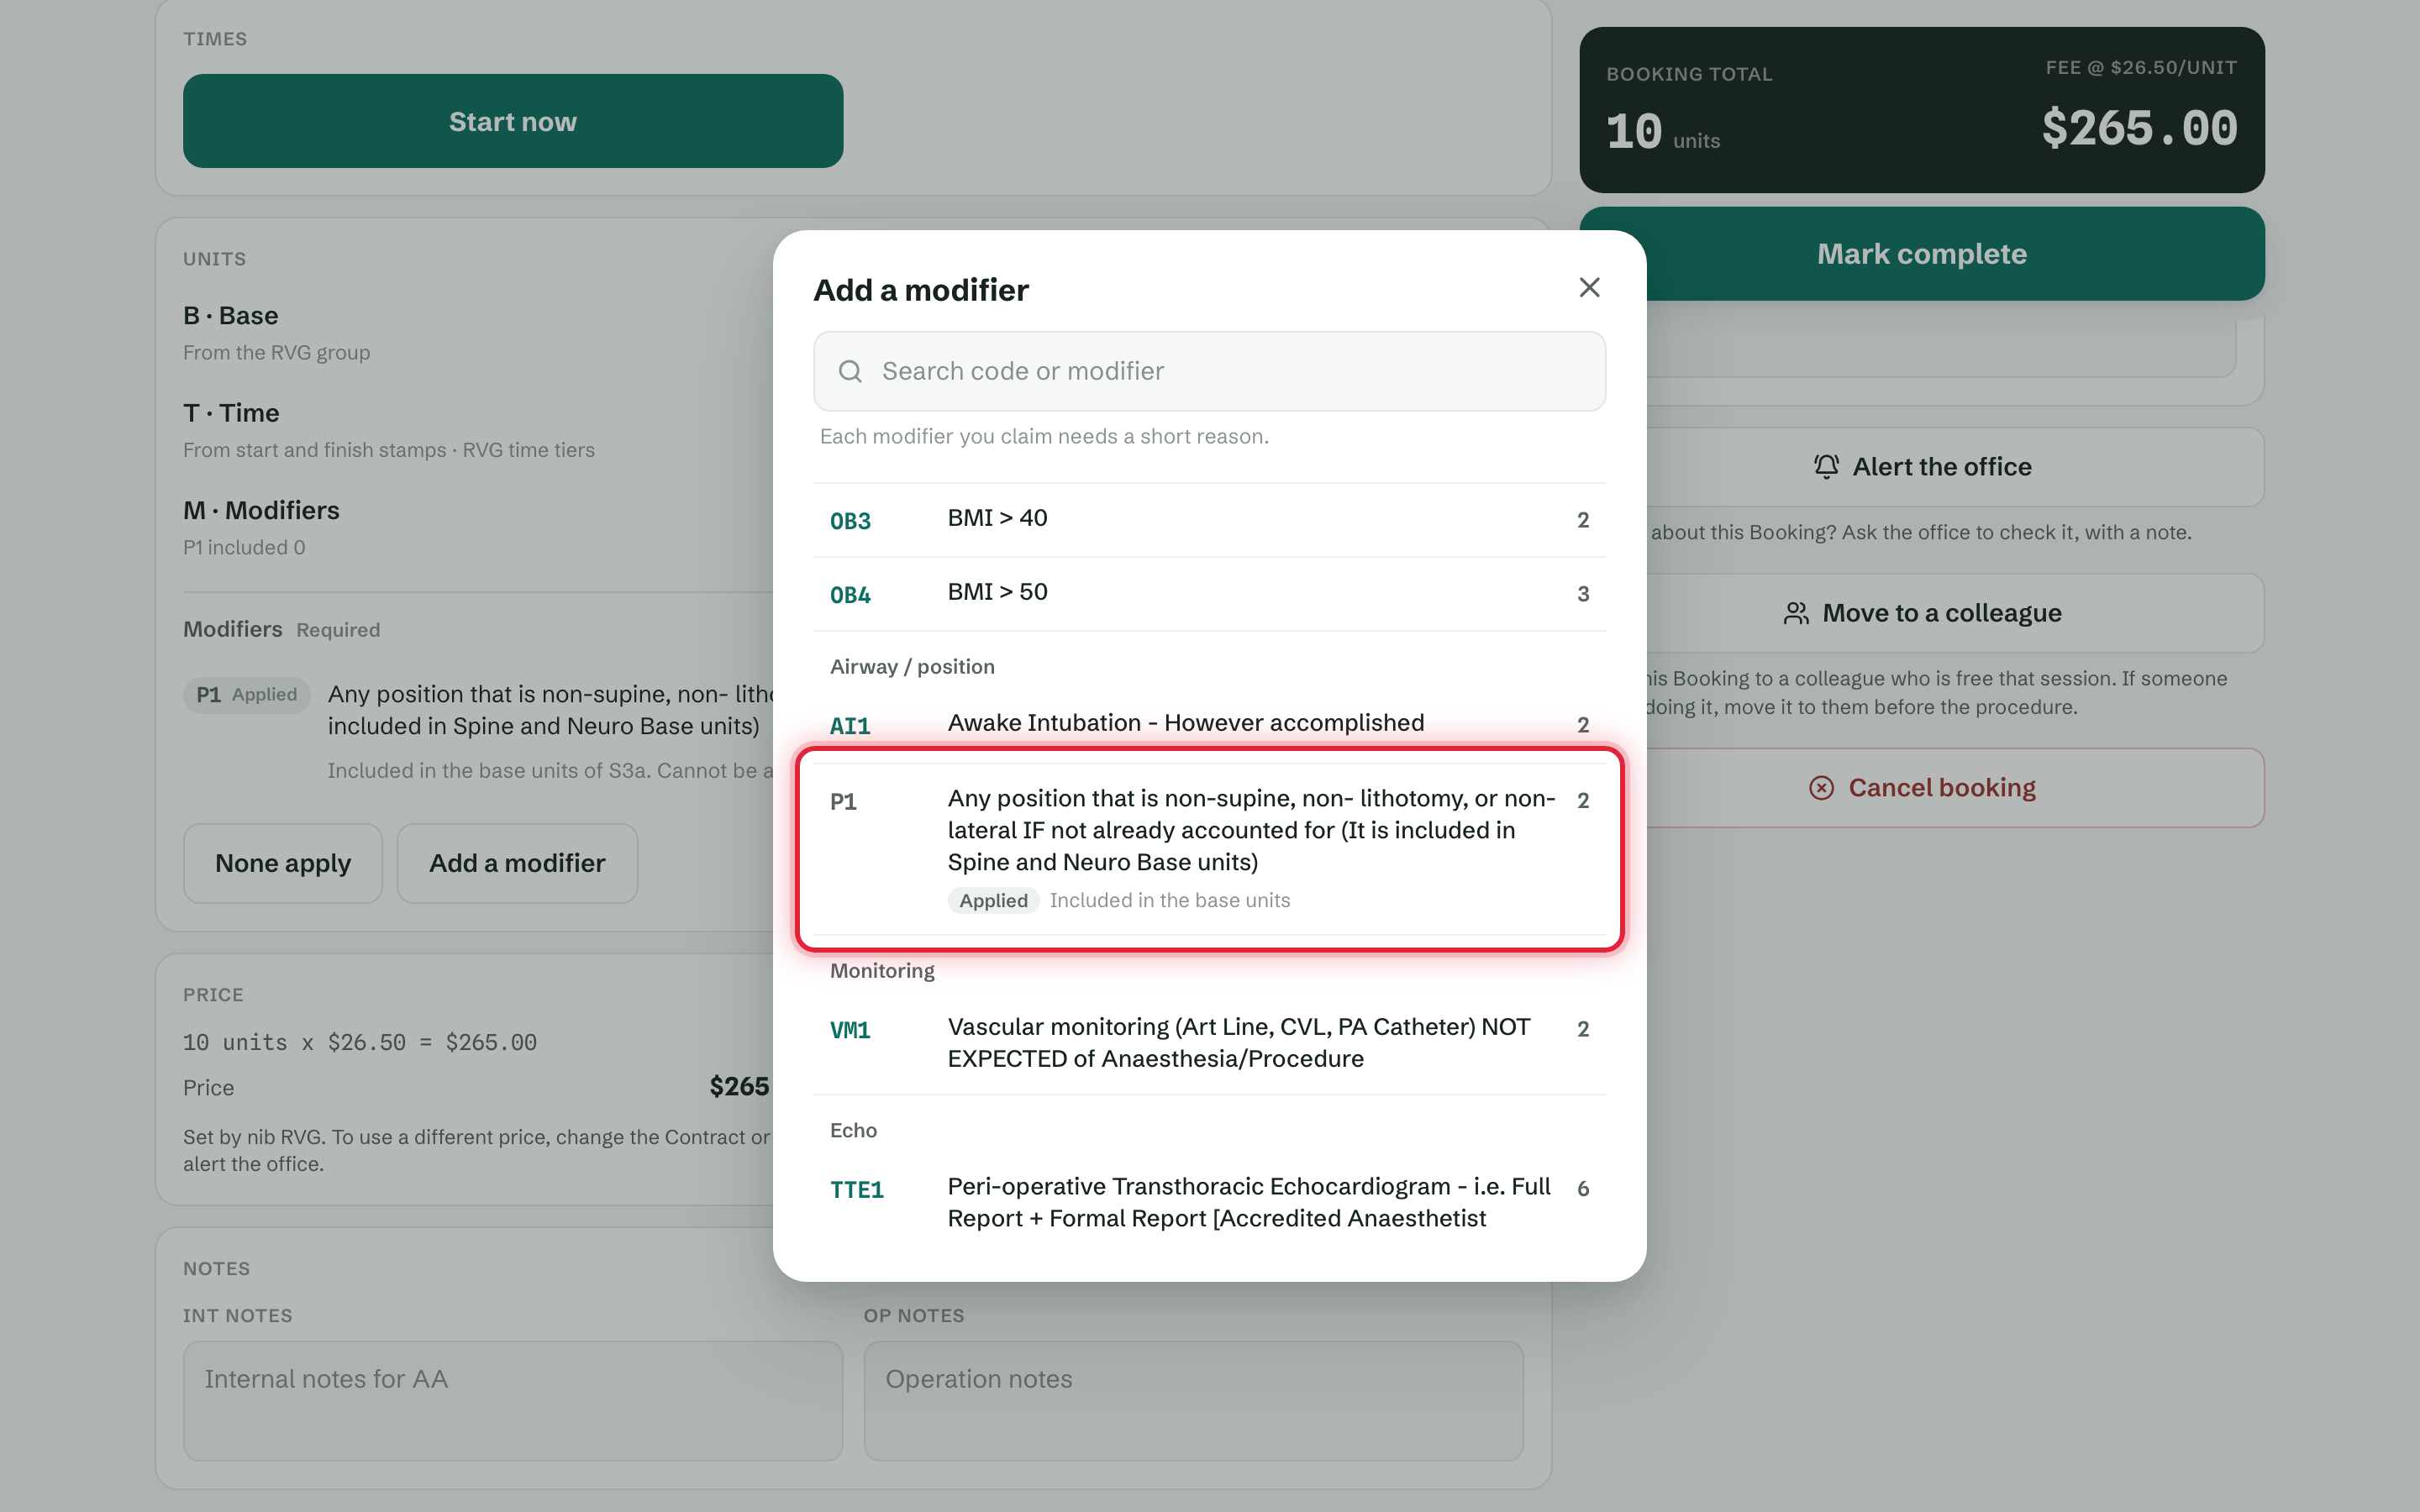 TIMES
Start now
BOOKING TOTAL
FEE @ $26.50/UNIT
10 units
$265.00
Mark complete
UNITS
B · Base
From the RVG group
T · Time
From start and finish stamps · RVG time tiers
M · Modifiers
P1 included 0
Modifiers Required
P1 Applied
Any position that is non-supine, non- litho
included in Spine and Neuro Base units)
Included in the base units of S3a. Cannot be a
None apply
Add a modifier
PRICE
10 units x $26.50 = $265.00
Price
$265
Set by nib RVG. To use a different price, change the Contract or
alert the office.
NOTES
INT NOTES
Internal notes for AA
OP NOTES
Operation notes
Add a modifier
Search code or modifier
Each modifier you claim needs a short reason.
OB3 BMI > 40 2
OB4 BMI > 50 3
Airway / position
AI1 Awake Intubation - However accomplished 2
P1 Any position that is non-supine, non- lithotomy, or non- 2
lateral IF not already accounted for (It is included in
Spine and Neuro Base units)
Applied Included in the base units
Monitoring
VM1 Vascular monitoring (Art Line, CVL, PA Catheter) NOT 2
EXPECTED of Anaesthesia/Procedure
Echo
TTE1 Peri-operative Transthoracic Echocardiogram - i.e. Full 6
Report + Formal Report [Accredited Anaesthetist
Alert the office
about this Booking? Ask the office to check it, with a note.
Move to a colleague
his Booking to a colleague who is free that session. If someone
doing it, move it to them before the procedure.
Cancel booking